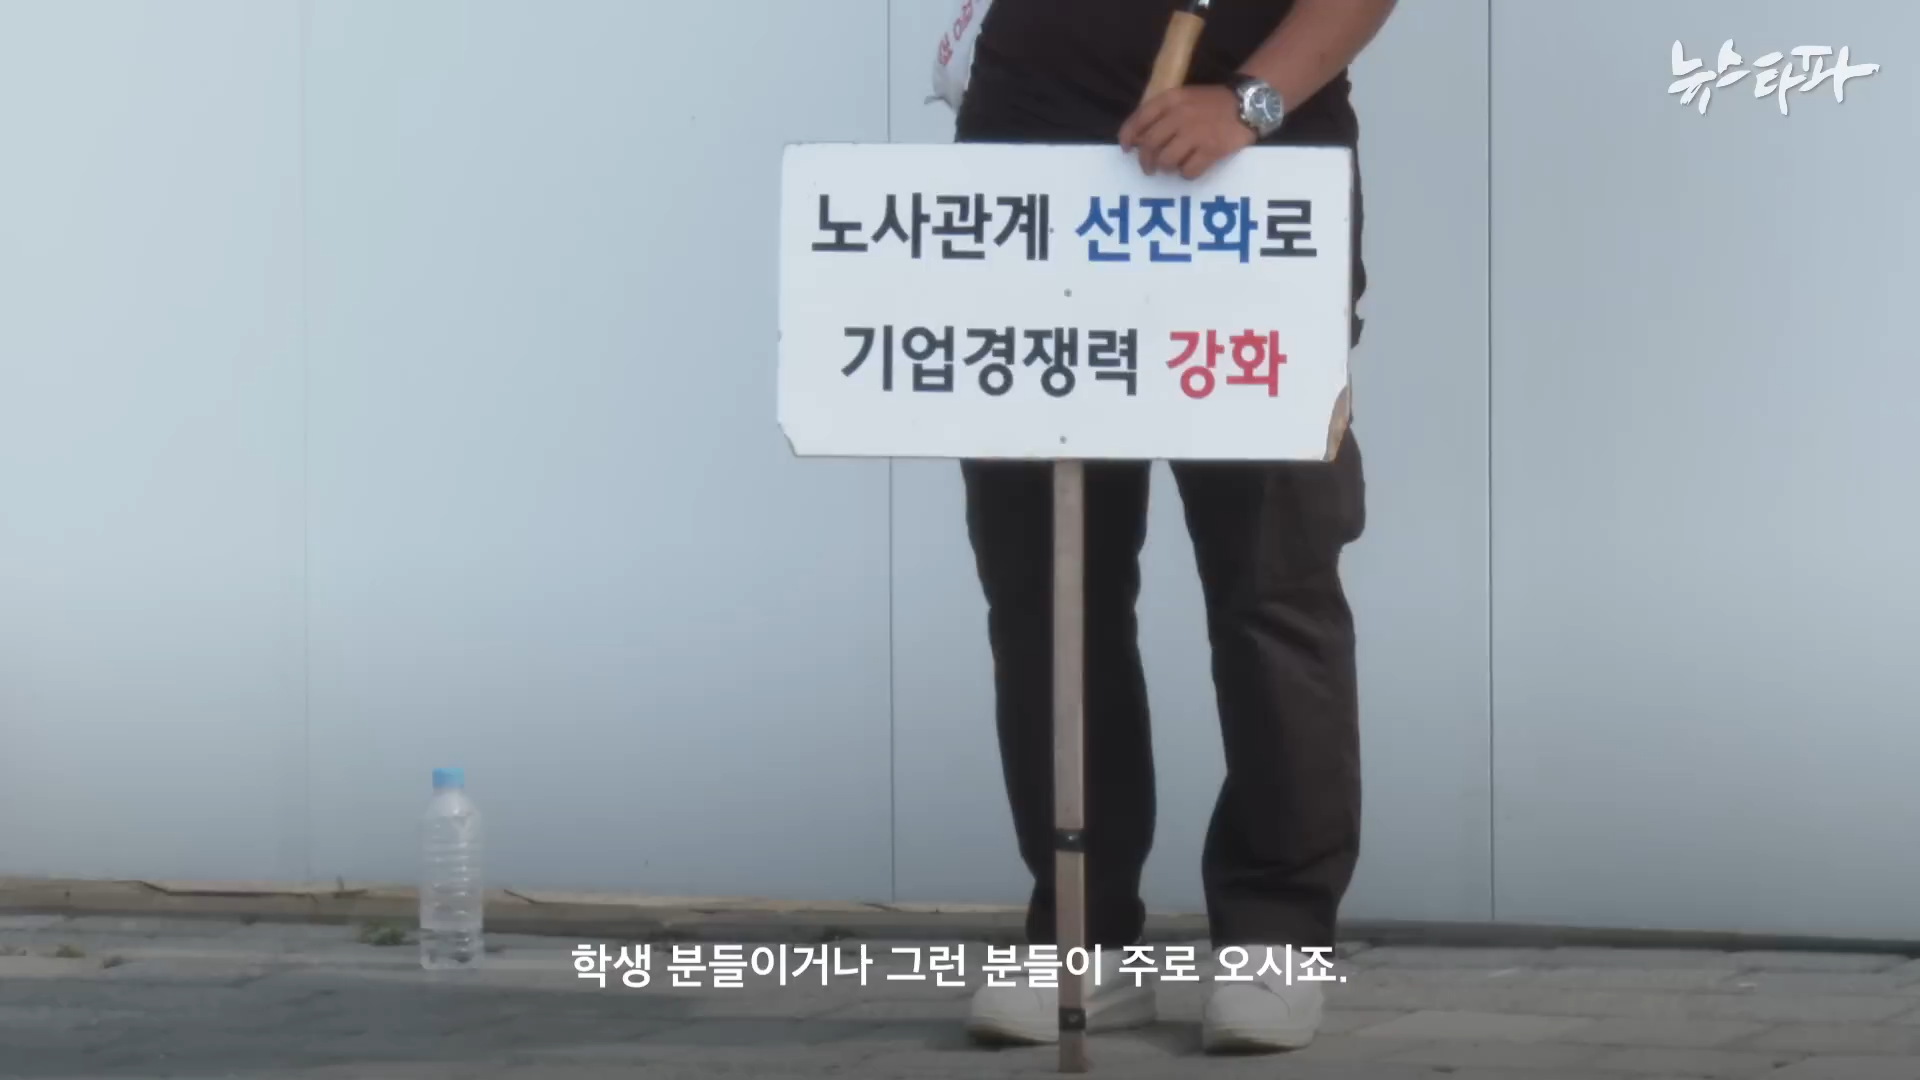 뉴스타파
노사관계 선진화로
기업경쟁력 강화
학생 분들이거나 그런 분들이 주로 오시죠.